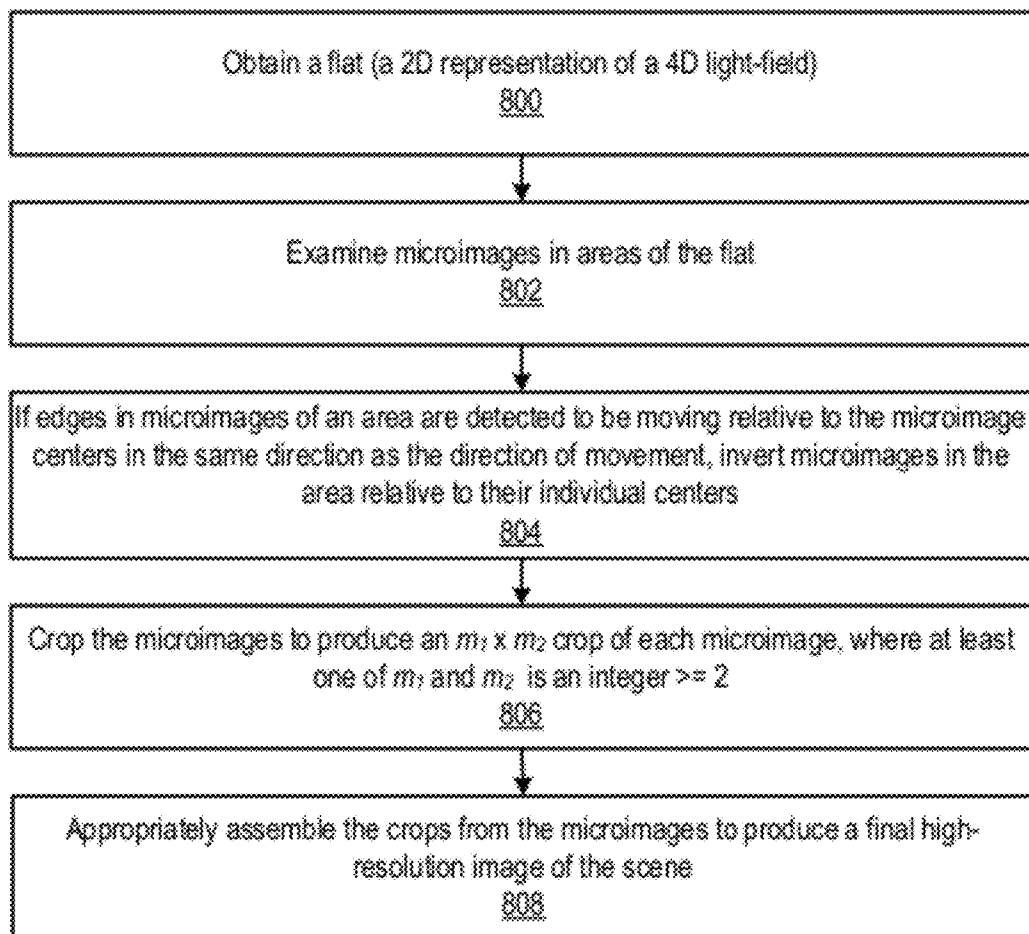 Obtain a flat (a 2D representation of a 4D light-field)
800
Examine microimages in areas of the flat
802
If edges in microimages of an area are detected to be moving relative to the microimage
centers in the same direction as the direction of movement, invert microimages in the
area relative to their individual centers
804
Crop the microimages to produce an m₁ x m₂ crop of each microimage, where at least
one of m₁ and m₂ is an integer >= 2
806
Appropriately assemble the crops from the microimages to produce a final high-
resolution image of the scene
808